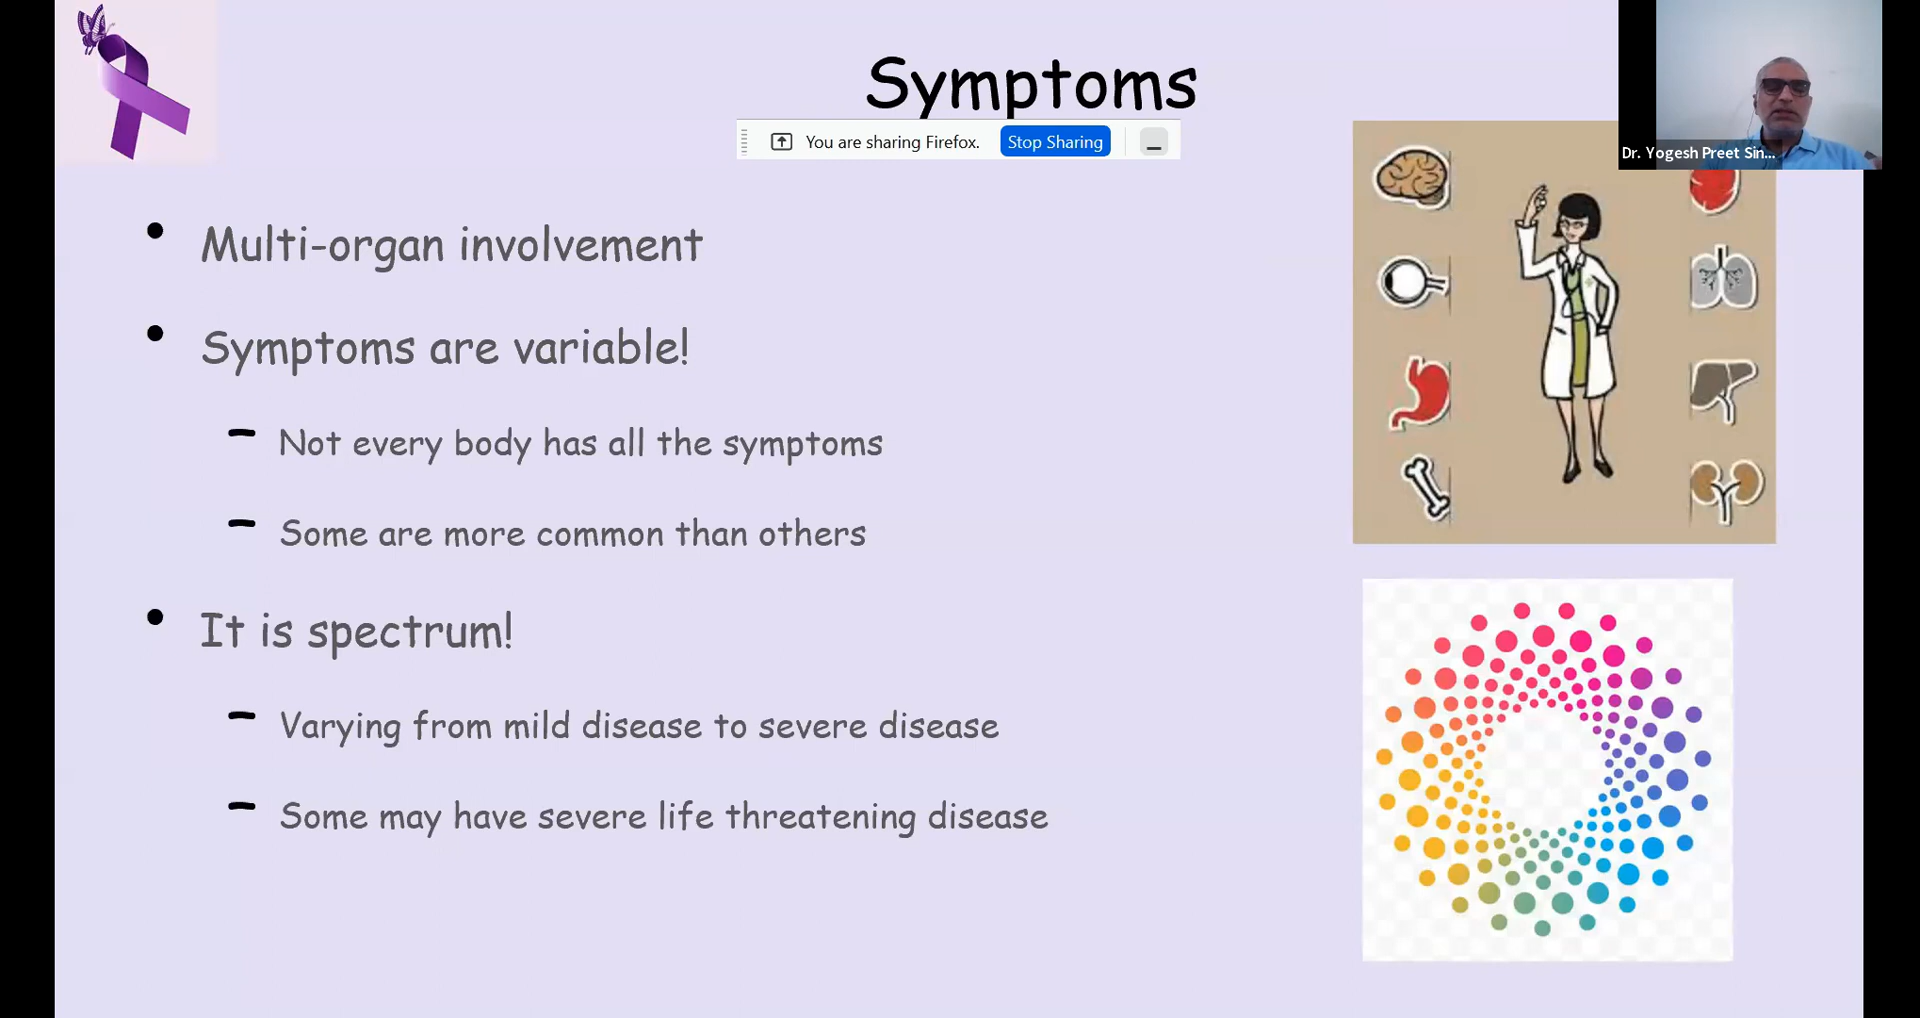 Symptoms
You are sharing Firefox. Stop Sharing
Dr. Yogesh Preet Sin...
• Multi-organ involvement
• Symptoms are variable!
– Not every body has all the symptoms
– Some are more common than others
• It is spectrum!
– Varying from mild disease to severe disease
– Some may have severe life threatening disease